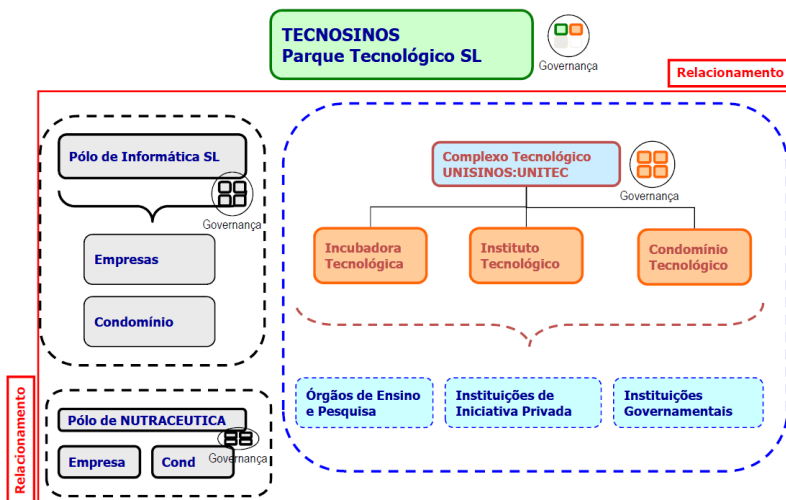 TECNOSINOS
Parque Tecnológico SL
Governança
Relacionamento
Pólo de Informática SL
Governança
Empresas
Condomínio
Complexo Tecnológico
UNISINOS:UNITEC
Governança
Incubadora
Tecnológica
Instituto
Tecnológico
Condomínio
Tecnológico
Órgãos de Ensino
e Pesquisa
Instituições de
Iniciativa Privada
Instituições
Governamentais
Relacionamento
Pólo de NUTRACEUTICA
Governança
Empresa
Cond